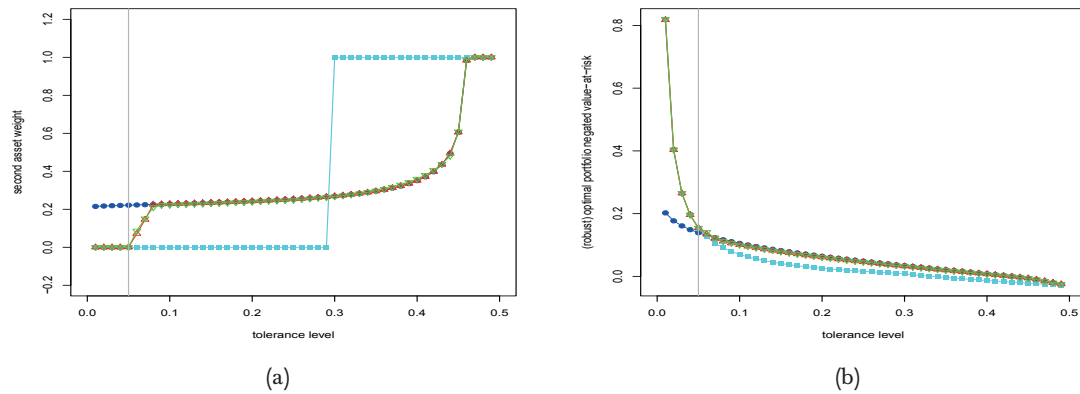 second asset weight
1.2
1.0
0.8
0.6
0.4
0.2
0.0
−0.2
0.0 0.1 0.2 0.3 0.4 0.5
tolerance level
(a)
(robust) optimal portfolio negated value−at−risk
0.8
0.6
0.4
0.2
0.0
0.0 0.1 0.2 0.3 0.4 0.5
tolerance level
(b)